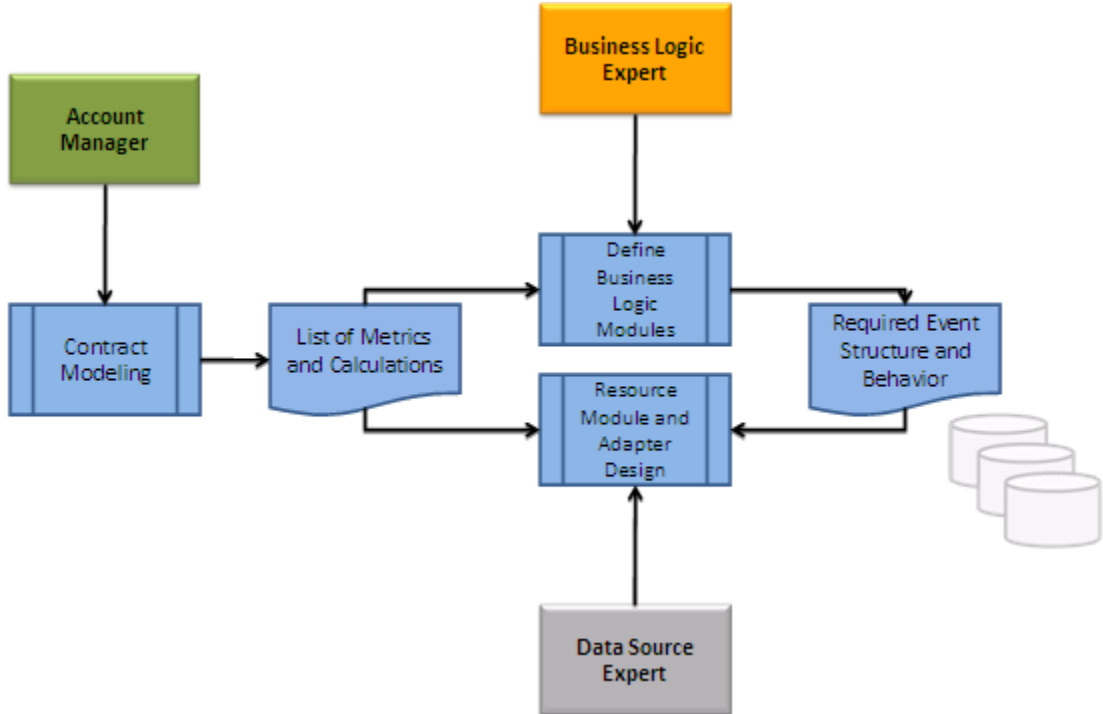 Business Logic
Expert
Account
Manager
Define
Business
Logic
Modules
Contract
Modeling
List of Metrics
and Calculations
Required Event
Structure and
Behavior
Resource
Module and
Adapter
Design
Data Source
Expert